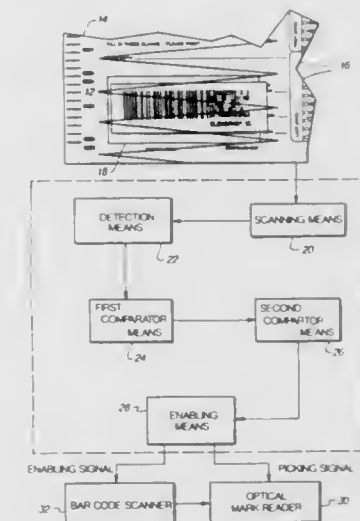 14
16
12
18
DETECTION MEANS
22
SCANNING MEANS
20
FIRST COMPARATOR MEANS
24
SECOND COMPARTOR MEANS
26
28
ENABLING MEANS
ENABLING SIGNAL
PICKING SIGNAL
32
BAR CODE SCANNER
OPTICAL MARK READER
30